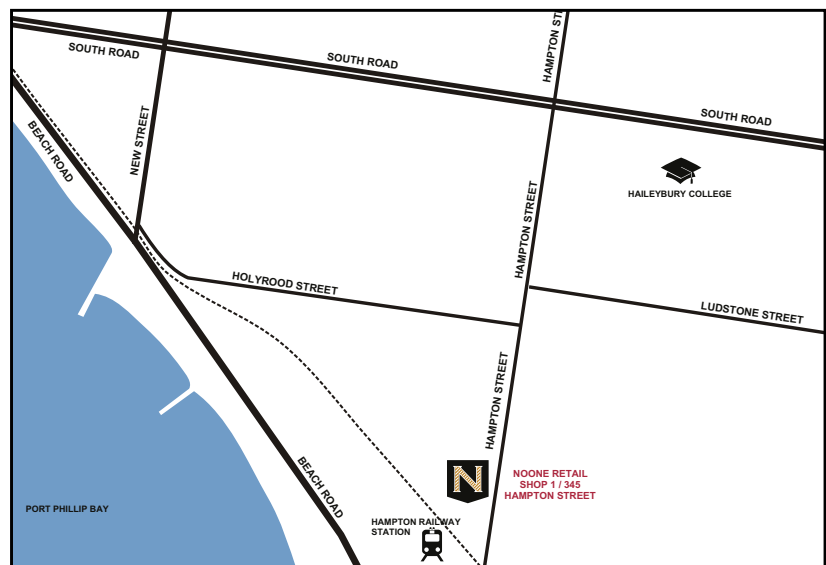 HAMPTON ST
SOUTH ROAD
SOUTH ROAD
SOUTH ROAD
NEW STREET
BEACH ROAD
HAILEYBURY COLLEGE
HAMPTON STREET
HOLYROOD STREET
LUDSTONE STREET
HAMPTON STREET
N
NOONE RETAIL
SHOP 1 / 345
HAMPTON STREET
BEACH ROAD
PORT PHILLIP BAY
HAMPTON RAILWAY
STATION